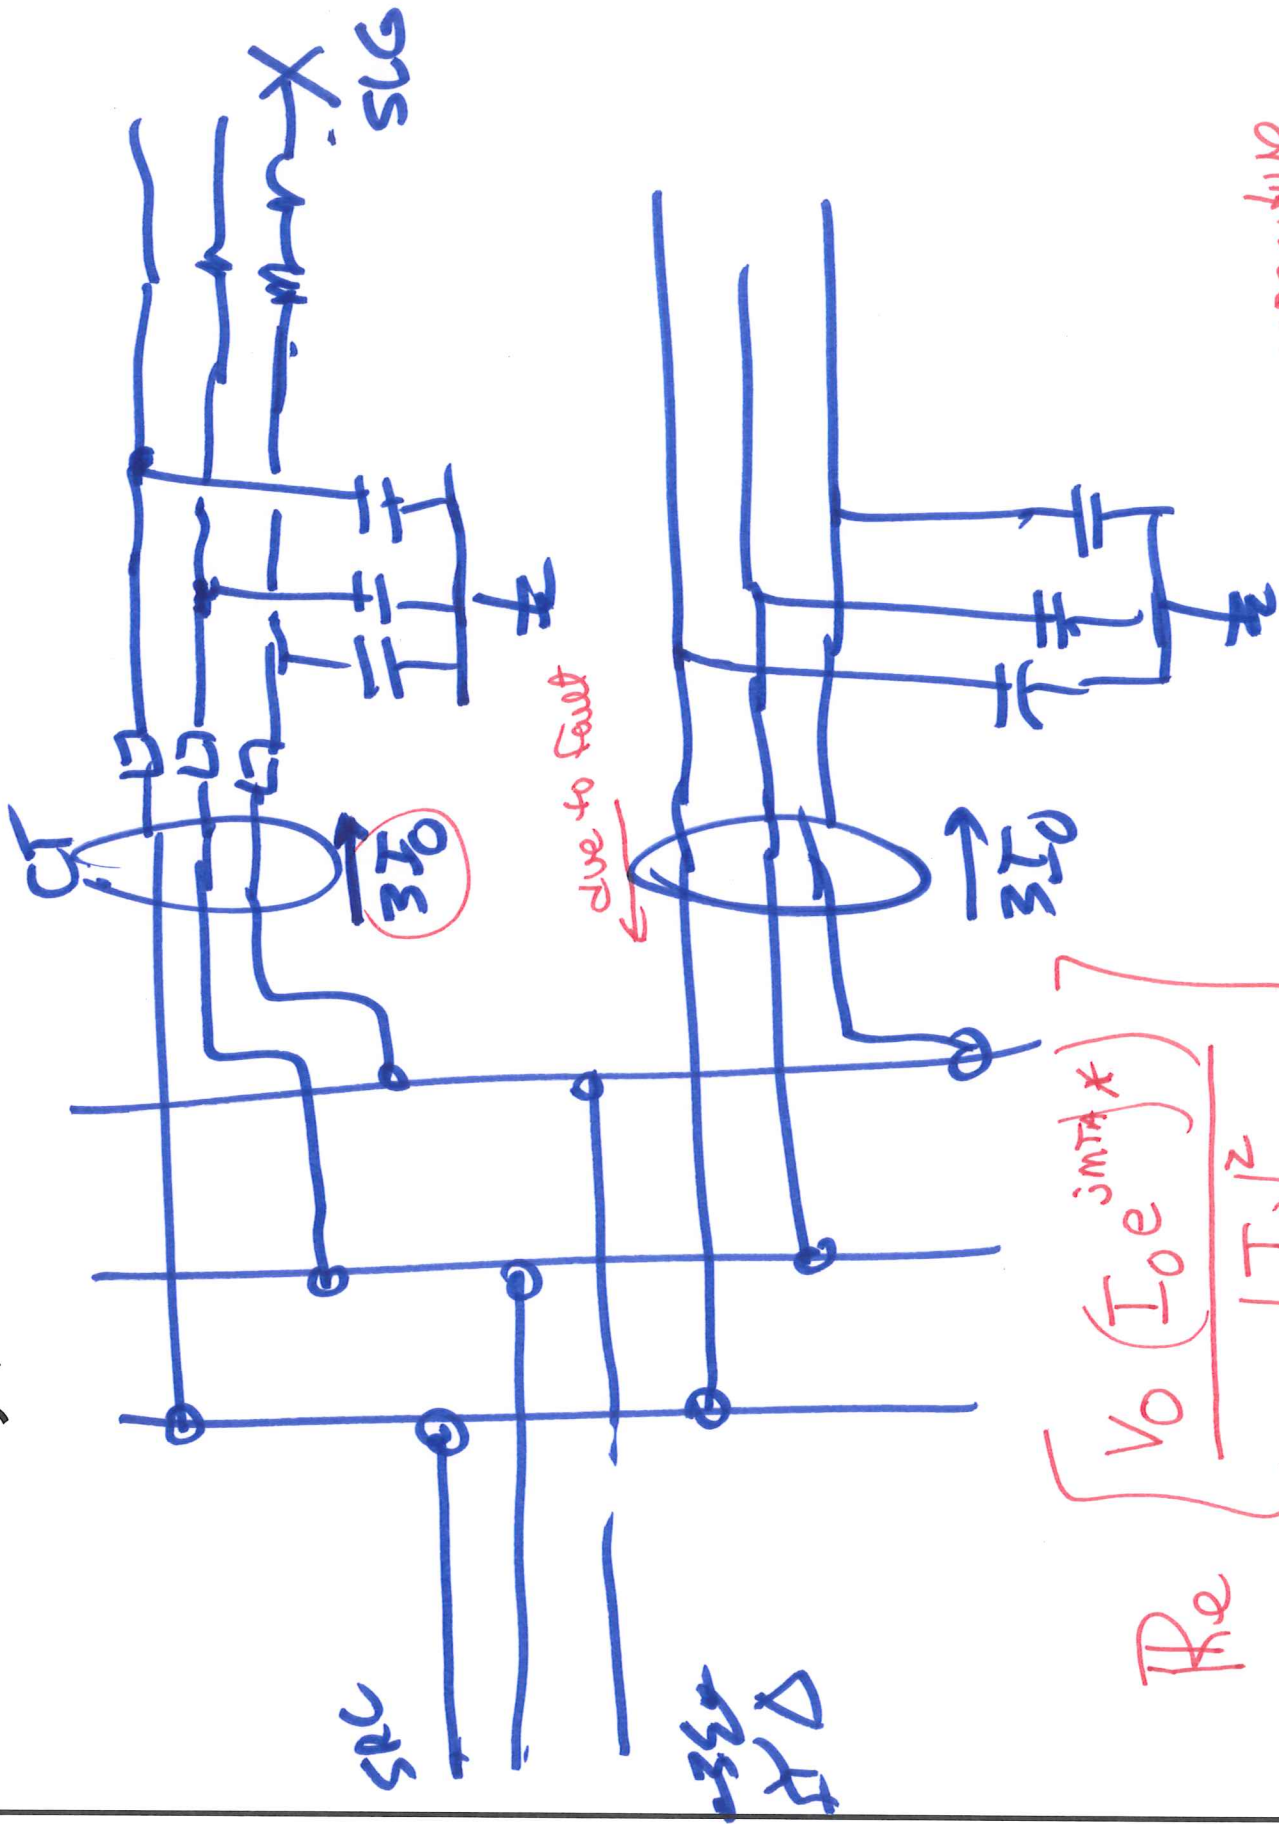 SLG
CT
3I0
due to fault
3I0
SRC
3W
Δ
Re [ V0 (I0 e^jMTA)* ]
|I0|²